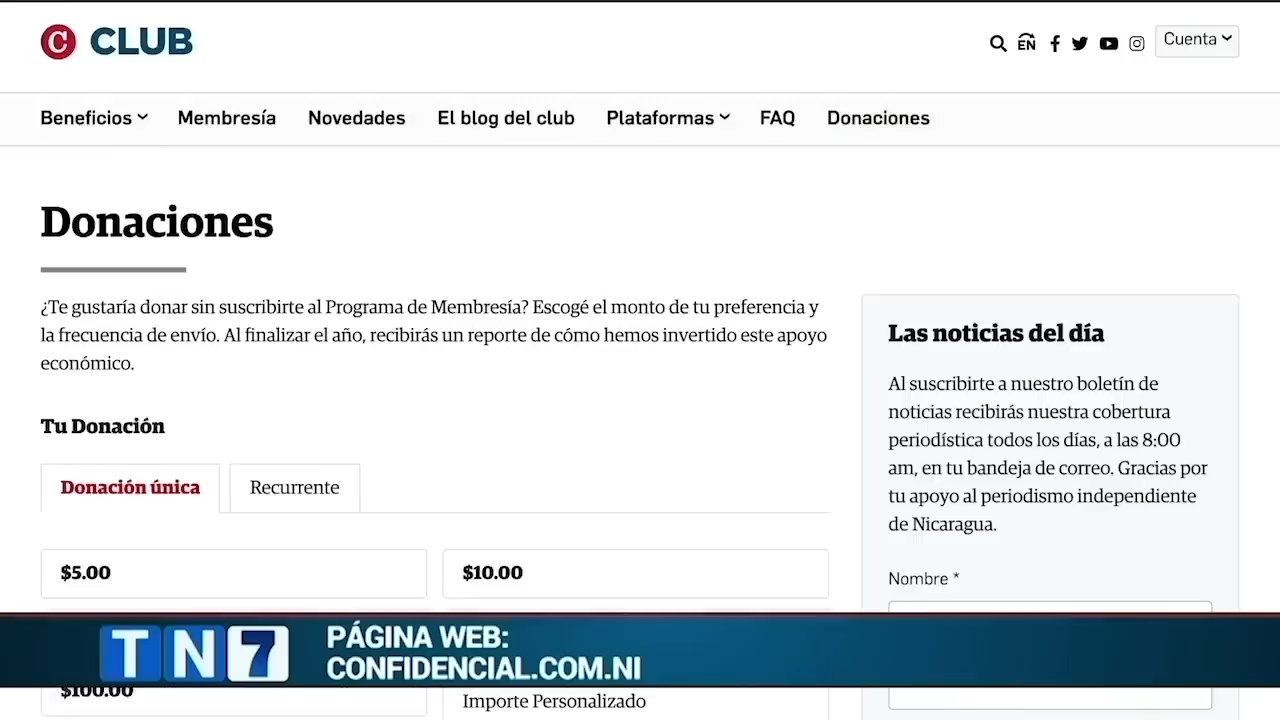 C CLUB
EN
Cuenta
Beneficios
Membresía
Novedades
El blog del club
Plataformas
FAQ
Donaciones
Donaciones
¿Te gustaría donar sin suscribirte al Programa de Membresía? Escogé el monto de tu preferencia y
la frecuencia de envío. Al finalizar el año, recibirás un reporte de cómo hemos invertido este apoyo
económico.
Tu Donación
Donación única
Recurrente
$5.00
$10.00
$100.00
Importe Personalizado
Las noticias del día
Al suscribirte a nuestro boletín de
noticias recibirás nuestra cobertura
periodística todos los días, a las 8:00
am, en tu bandeja de correo. Gracias por
tu apoyo al periodismo independiente
de Nicaragua.
Nombre *
TN7
PÁGINA WEB:
CONFIDENCIAL.COM.NI